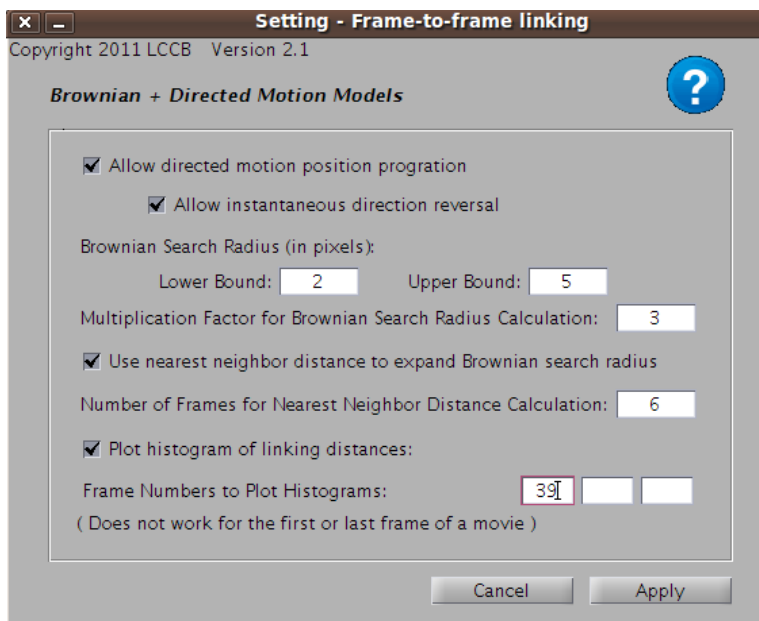 Setting - Frame-to-frame linking
Copyright 2011 LCCB Version 2.1
Brownian + Directed Motion Models
?
Allow directed motion position progration
Allow instantaneous direction reversal
Brownian Search Radius (in pixels):
Lower Bound: 2 Upper Bound: 5
Multiplication Factor for Brownian Search Radius Calculation: 3
Use nearest neighbor distance to expand Brownian search radius
Number of Frames for Nearest Neighbor Distance Calculation: 6
Plot histogram of linking distances:
Frame Numbers to Plot Histograms: 39
( Does not work for the first or last frame of a movie )
Cancel Apply